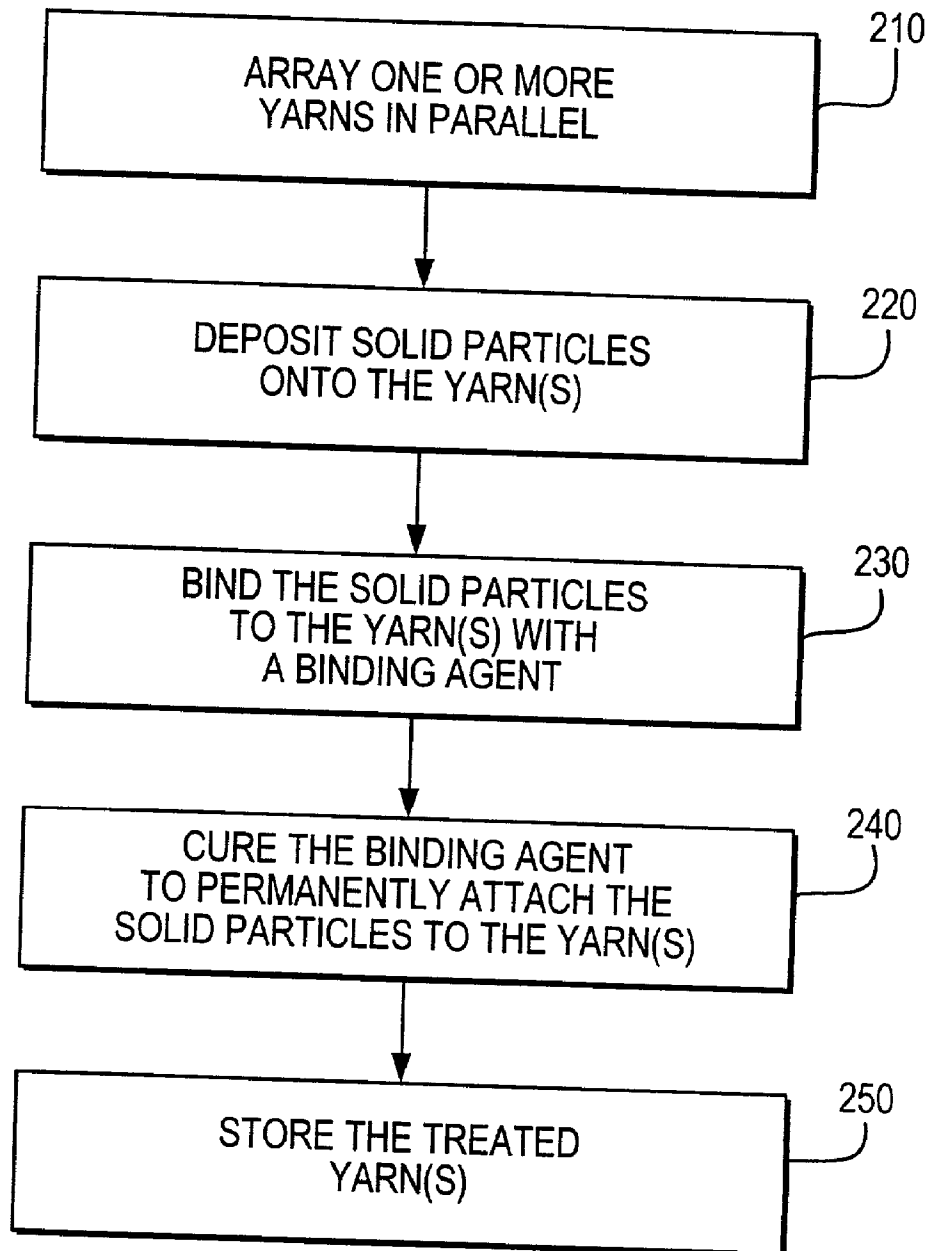 210
ARRAY ONE OR MORE
YARNS IN PARALLEL
220
DEPOSIT SOLID PARTICLES
ONTO THE YARN(S)
230
BIND THE SOLID PARTICLES
TO THE YARN(S) WITH
A BINDING AGENT
240
CURE THE BINDING AGENT
TO PERMANENTLY ATTACH THE
SOLID PARTICLES TO THE YARN(S)
250
STORE THE TREATED
YARN(S)